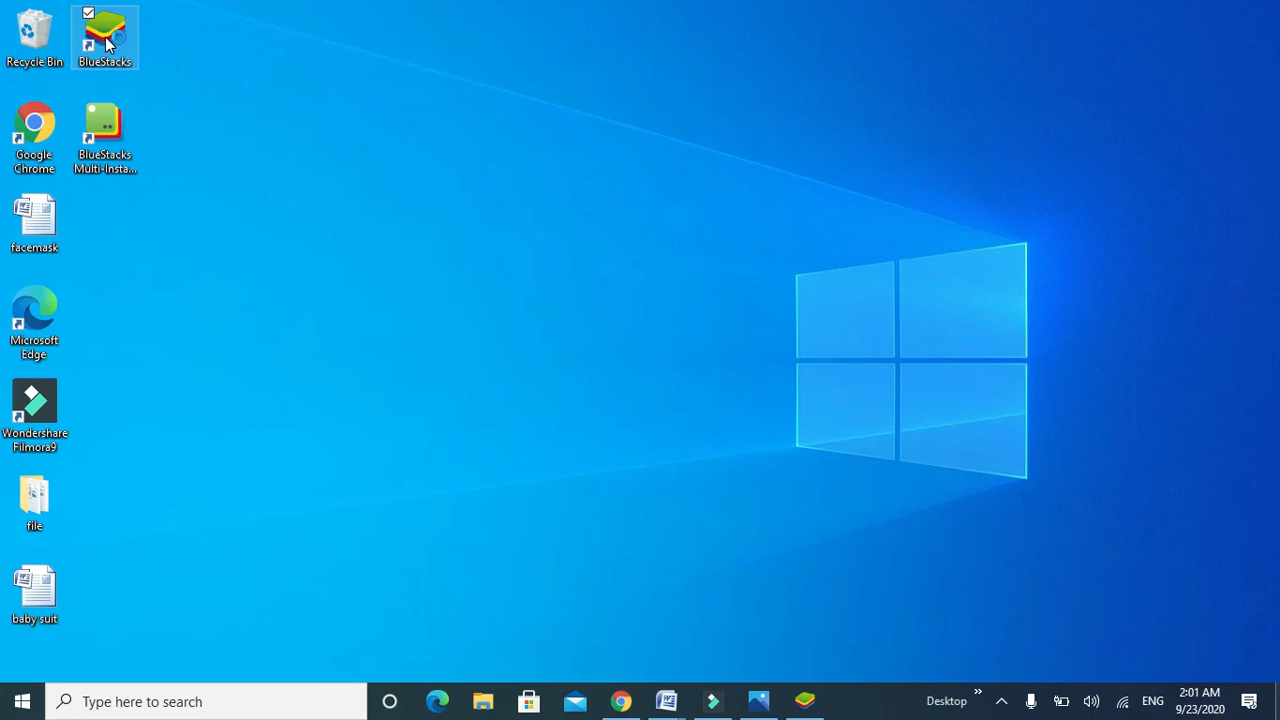 Recycle Bin
BlueStacks
Google
Chrome
BlueStacks
Multi-Insta...
facemask
Microsoft
Edge
Wondershare
Filmora9
file
baby suit
Type here to search
Desktop
»
ENG
2:01 AM
9/23/2020